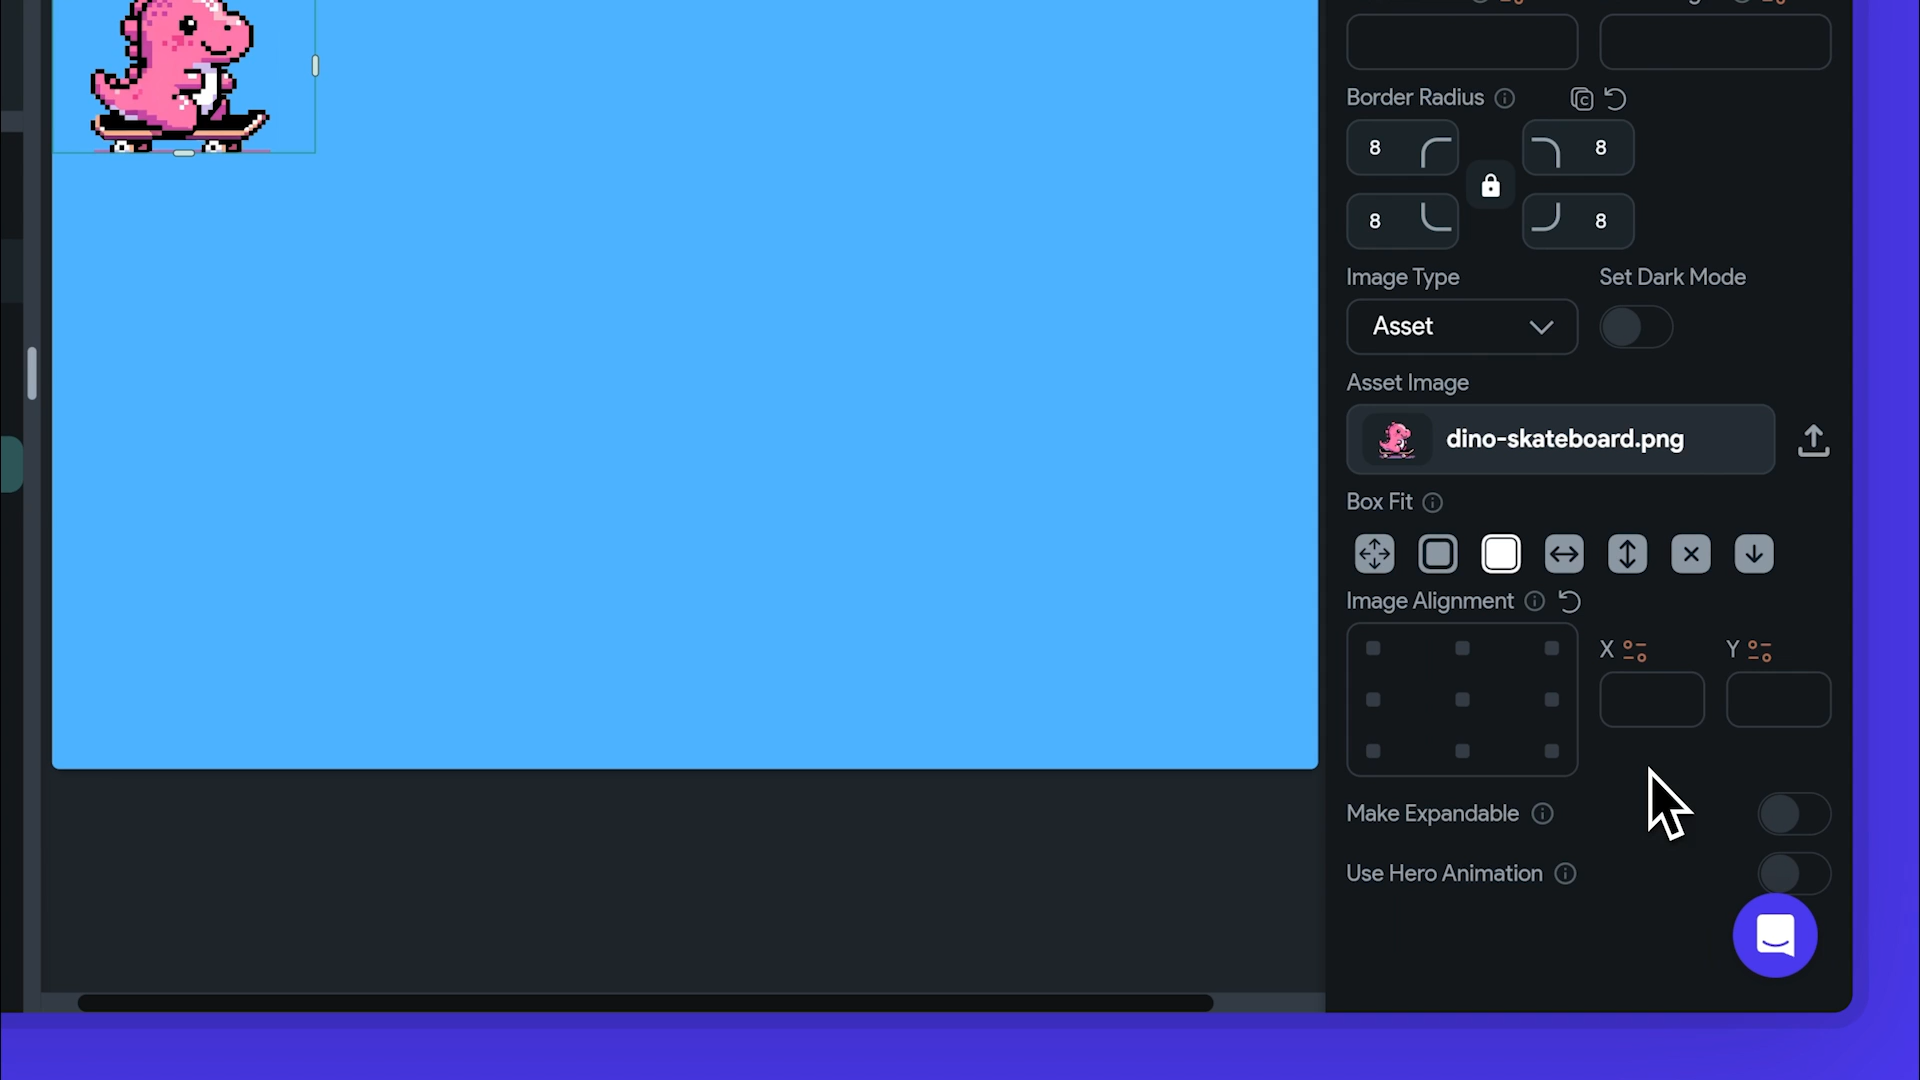 Border Radius
8 8
8 8
Image Type Set Dark Mode
Asset
Asset Image
dino-skateboard.png
Box Fit
Image Alignment
X Y
Make Expandable
Use Hero Animation